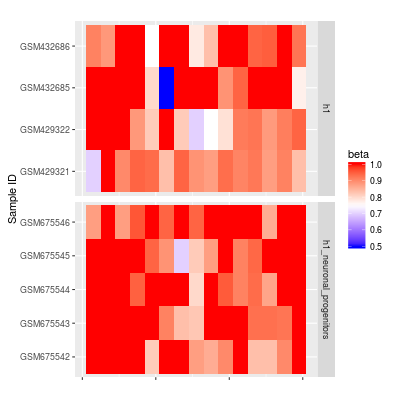 GSM432686
GSM432685
GSM429322
GSM429321
h1
GSM675546
GSM675545
GSM675544
GSM675543
GSM675542
h1_neuronal_progenitors
Sample ID
beta
1.0
0.9
0.8
0.7
0.6
0.5